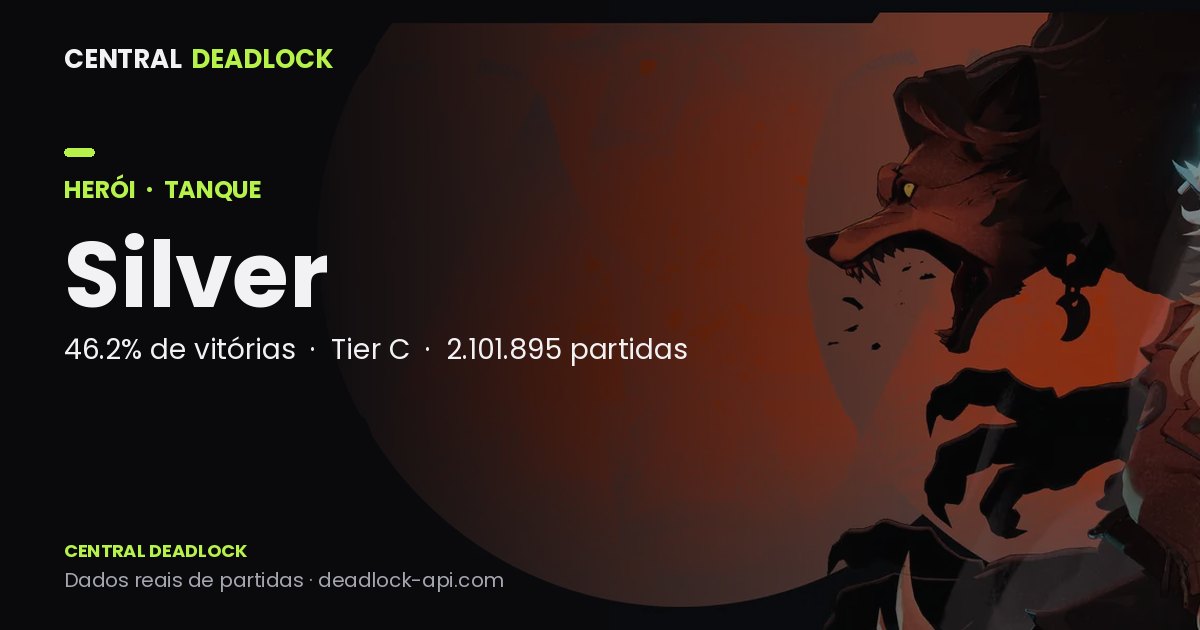 CENTRAL DEADLOCK
HERÓI · TANQUE
Silver
46.2% de vitórias · Tier C · 2.101.895 partidas
CENTRAL DEADLOCK
Dados reais de partidas · deadlock-api.com